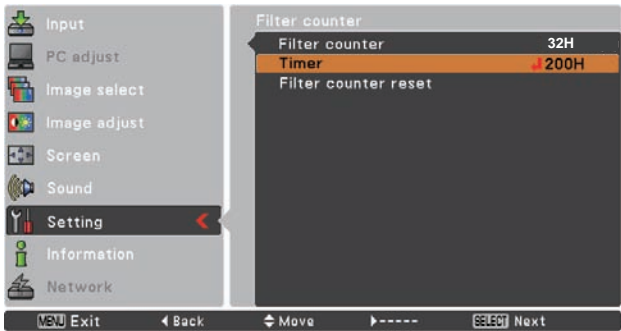 Input
PC adjust
Image select
Image adjust
Screen
Sound
Setting
Information
Network
Filter counter
Filter counter 32H
Timer 200H
Filter counter reset
MENU Exit Back Move ----- SELECT Next